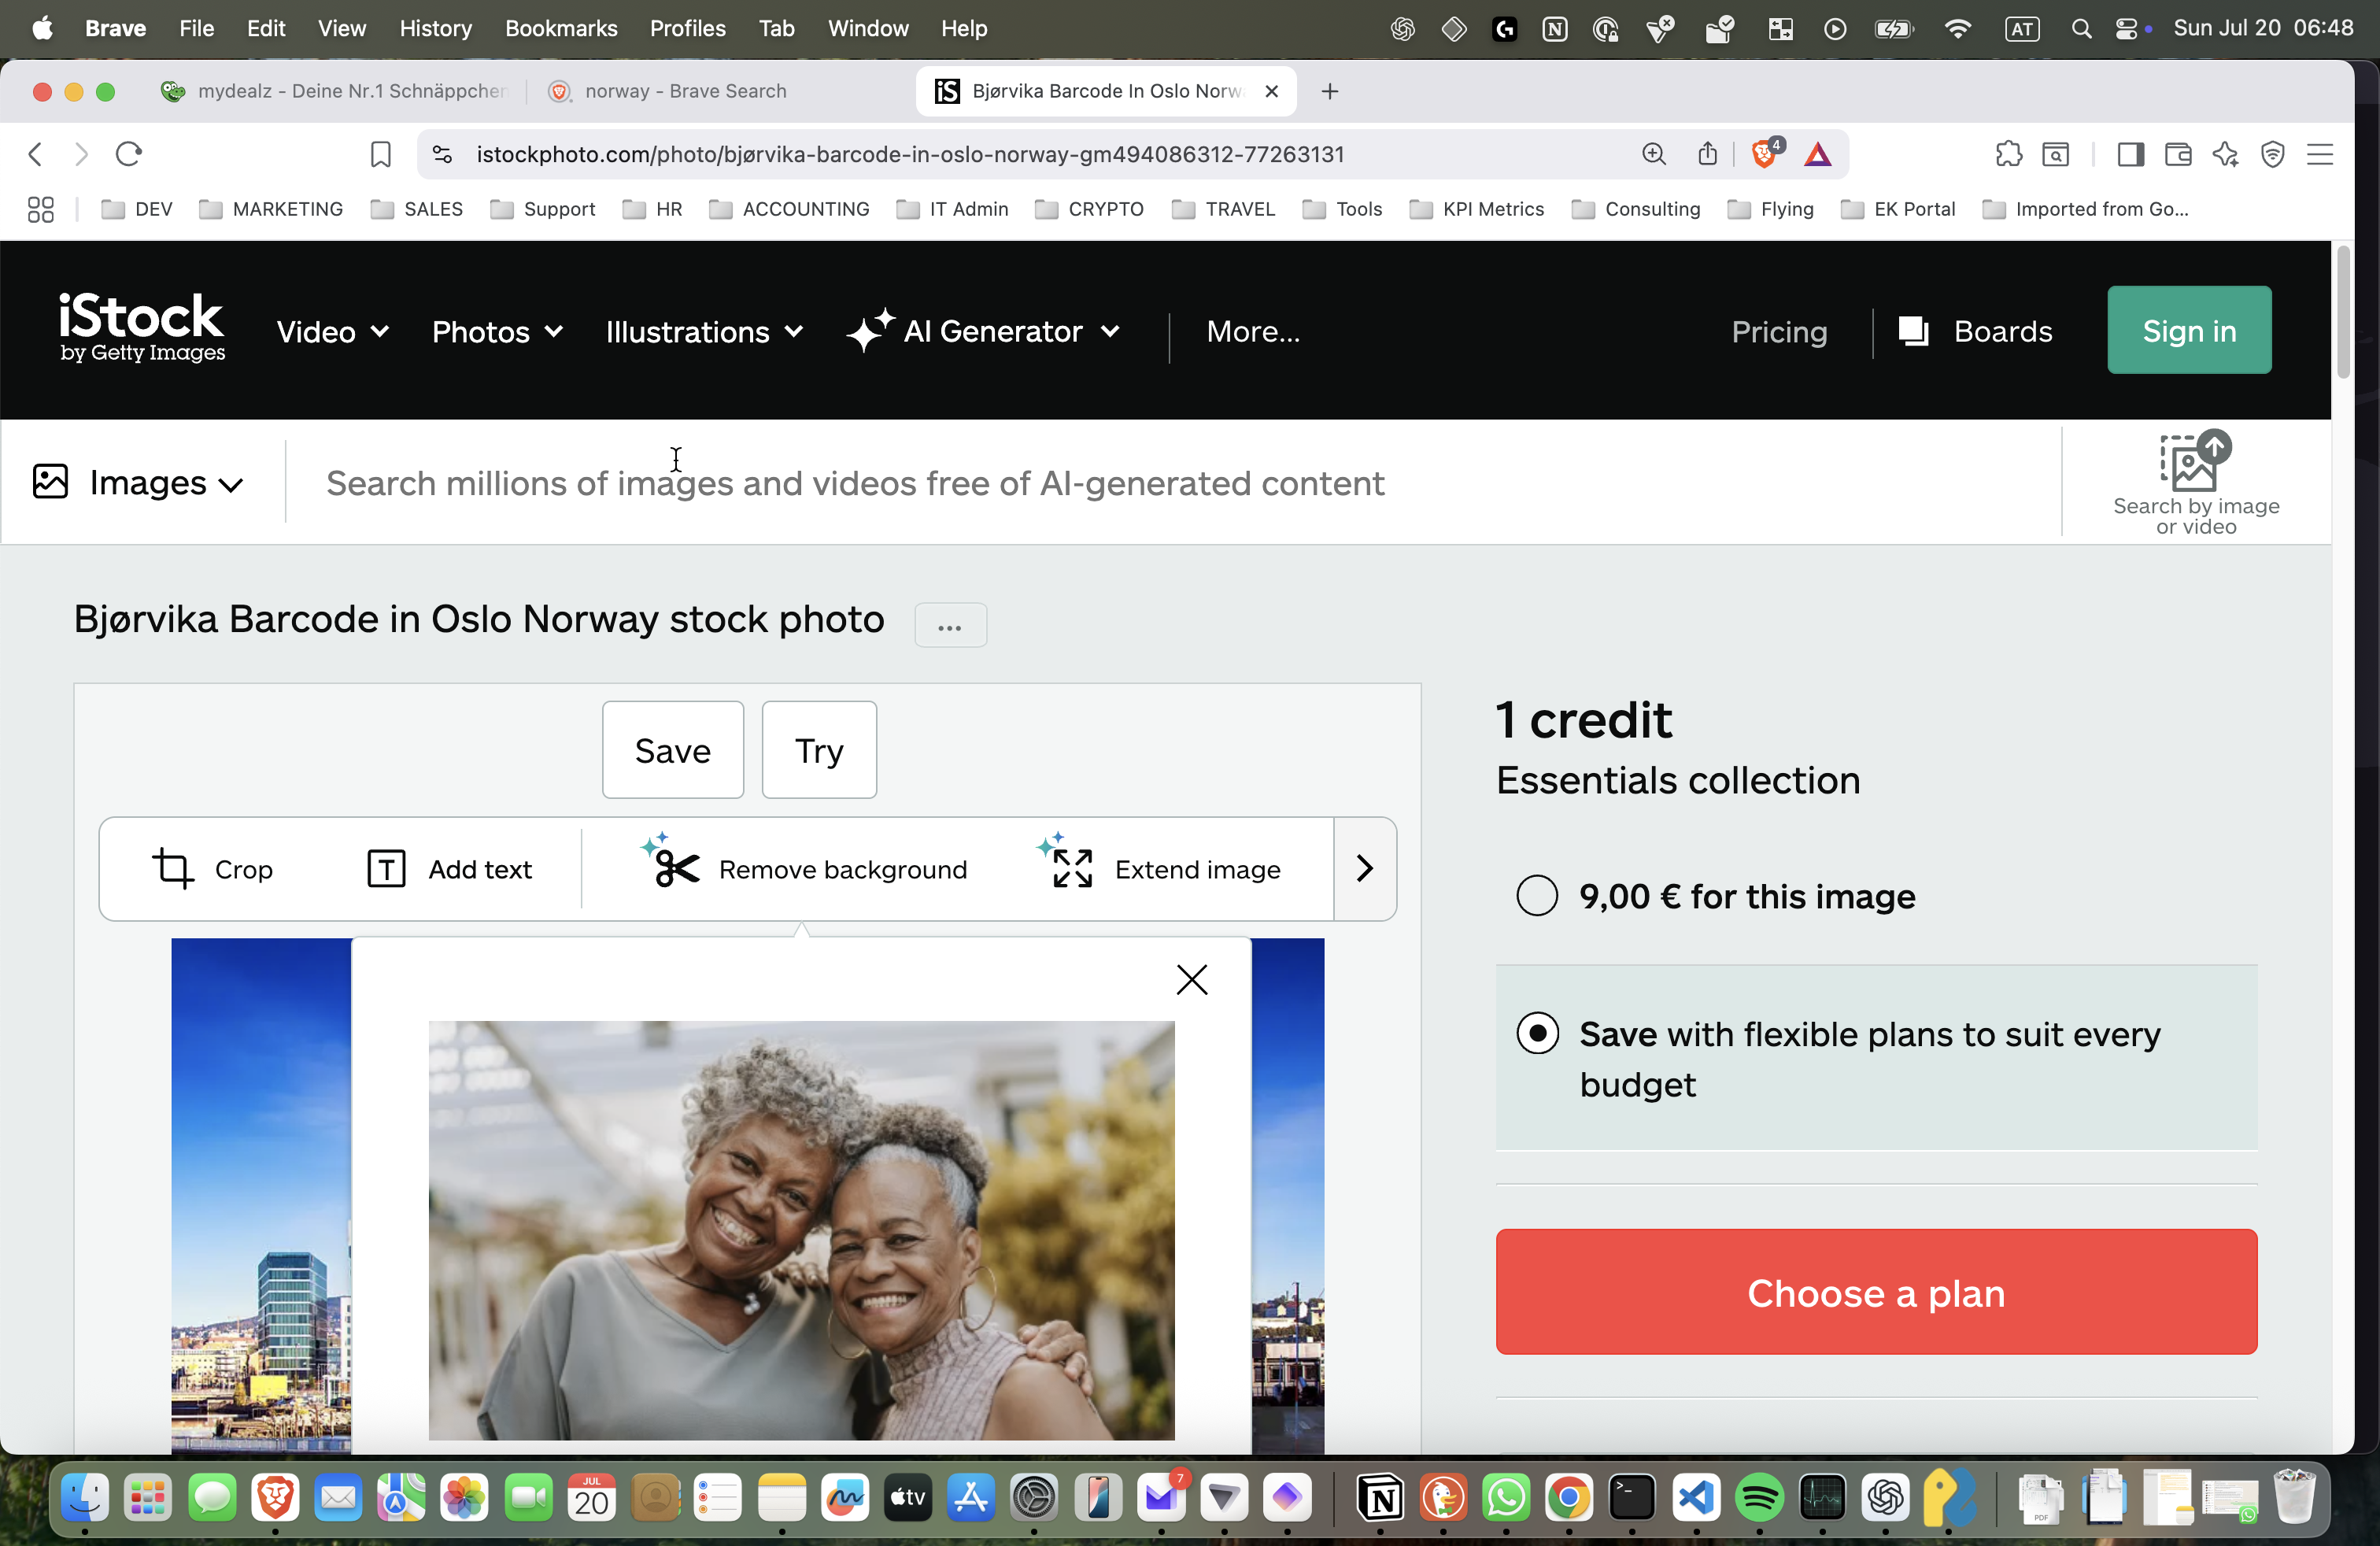 Brave File Edit View History Bookmarks Profiles Tab Window Help AT Sun Jul 20 06:48
mydealz - Deine Nr.1 Schnäppchen norway - Brave Search Bjørvika Barcode In Oslo Norw
istockphoto.com/photo/bjørvika-barcode-in-oslo-norway-gm494086312-77263131 4
DEV MARKETING SALES Support HR ACCOUNTING IT Admin CRYPTO TRAVEL Tools KPI Metrics Consulting Flying EK Portal Imported from Go...
iStock
by Getty Images
Video Photos Illustrations AI Generator More... Pricing Boards Sign in
Images Search millions of images and videos free of AI-generated content
Search by image
or video
Bjørvika Barcode in Oslo Norway stock photo ...
Save Try
Crop Add text Remove background Extend image
1 credit
Essentials collection
9,00 € for this image
Save with flexible plans to suit every
budget
Choose a plan
JUL
20
tv
7
PDF